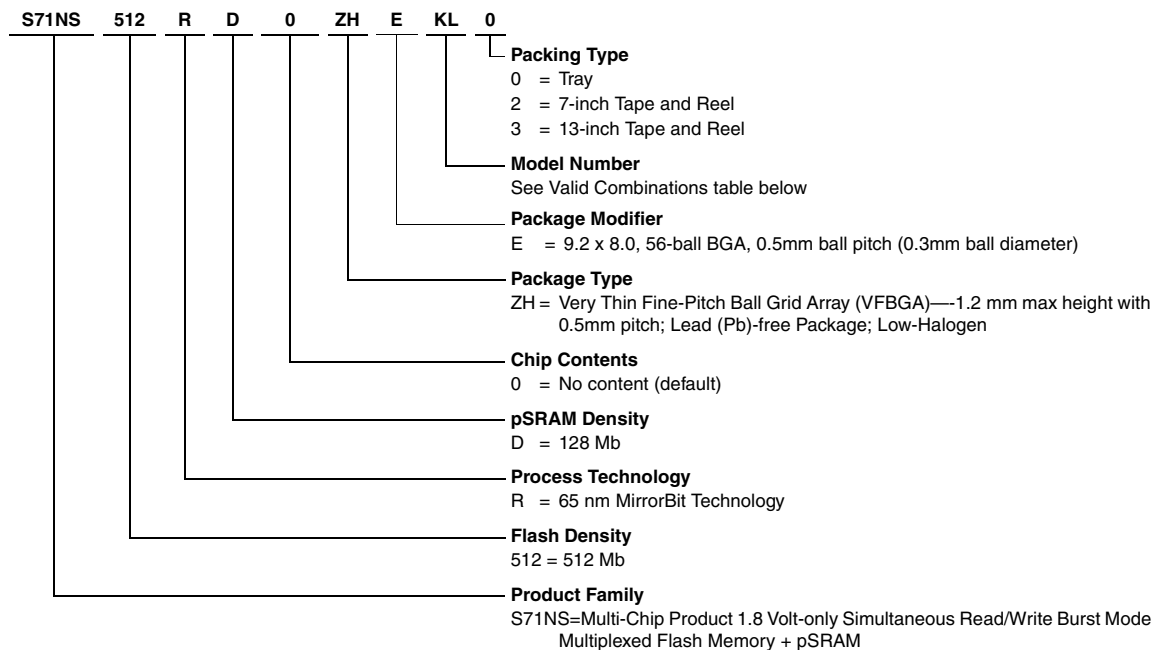 S71NS 512 R D 0 ZH E KL 0
Packing Type
0 = Tray
2 = 7-inch Tape and Reel
3 = 13-inch Tape and Reel
Model Number
See Valid Combinations table below
Package Modifier
E = 9.2 x 8.0, 56-ball BGA, 0.5mm ball pitch (0.3mm ball diameter)
Package Type
ZH = Very Thin Fine-Pitch Ball Grid Array (VFBGA)—-1.2 mm max height with
0.5mm pitch; Lead (Pb)-free Package; Low-Halogen
Chip Contents
0 = No content (default)
pSRAM Density
D = 128 Mb
Process Technology
R = 65 nm MirrorBit Technology
Flash Density
512 = 512 Mb
Product Family
S71NS=Multi-Chip Product 1.8 Volt-only Simultaneous Read/Write Burst Mode
Multiplexed Flash Memory + pSRAM